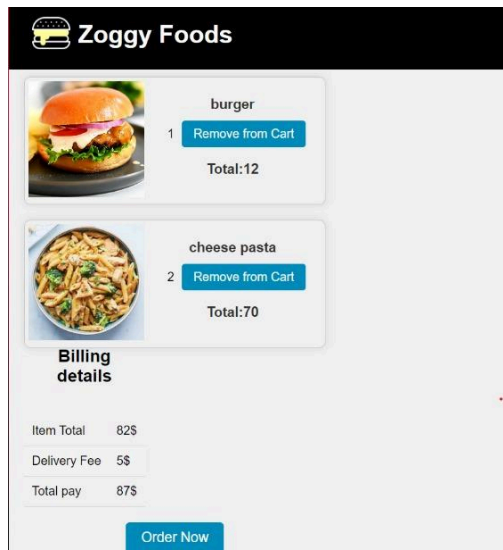 Zoggy Foods
burger
1 Remove from Cart
Total:12
cheese pasta
2 Remove from Cart
Total:70
Billing
details
Item Total 82$
Delivery Fee 5$
Total pay 87$
Order Now